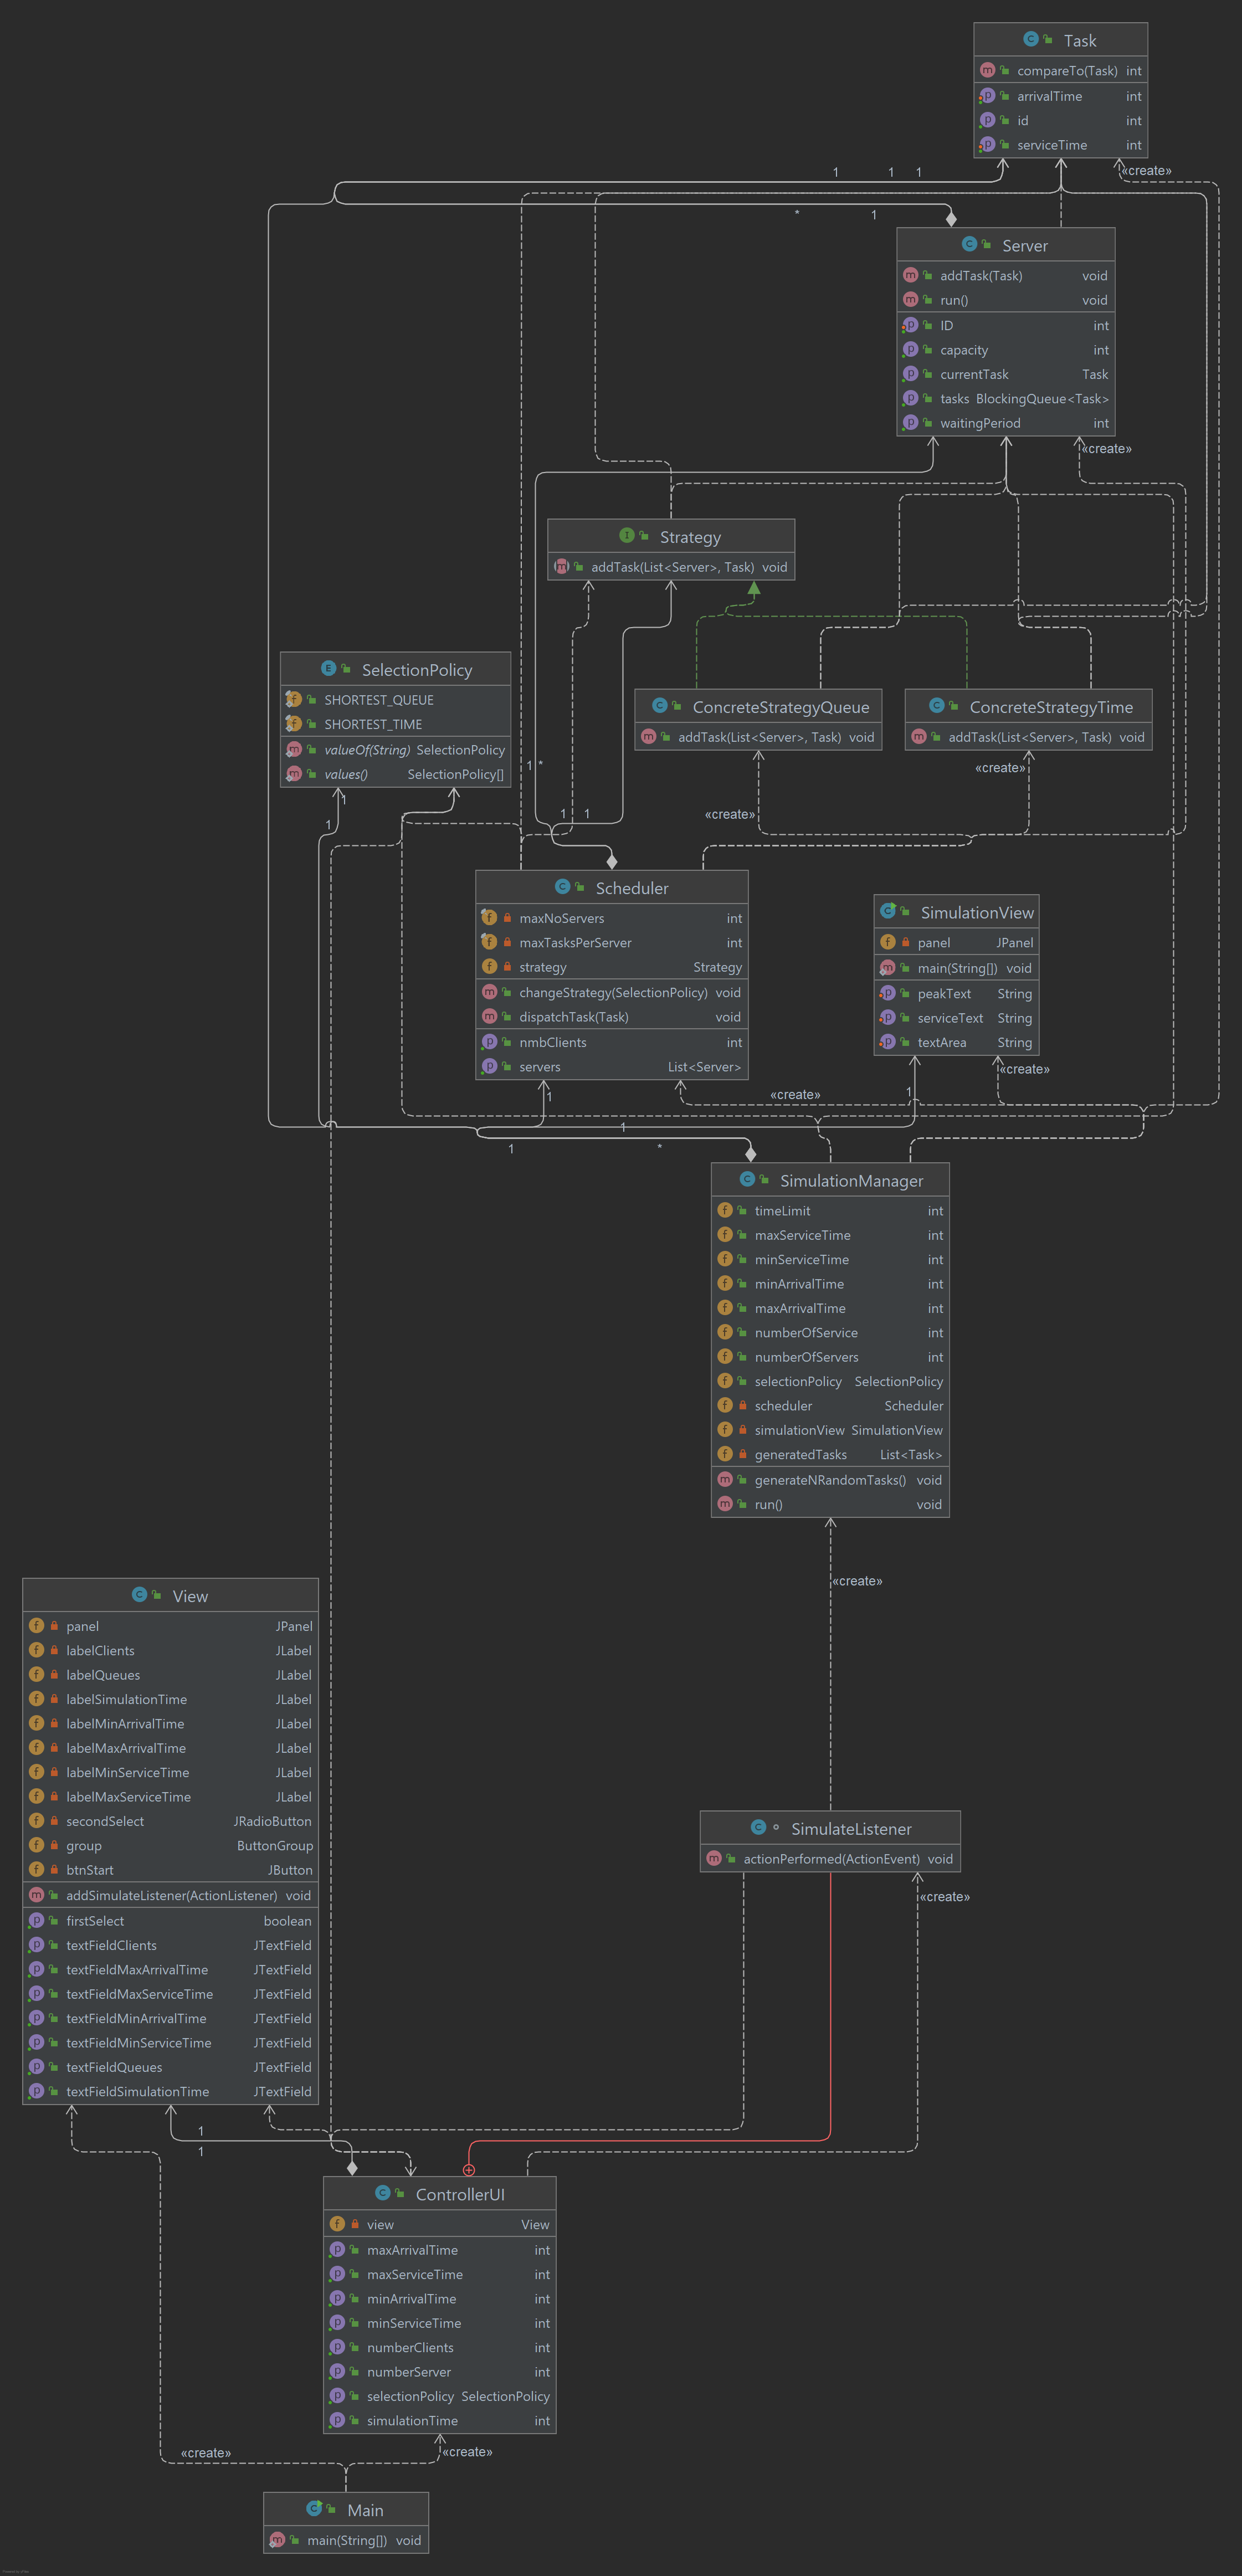 Task
compareTo(Task) int
arrivalTime int
id int
serviceTime int
1 1 1 «create»
* 1
Server
addTask(Task) void
run() void
ID int
capacity int
currentTask Task
tasks BlockingQueue<Task>
waitingPeriod int
«create»
Strategy
addTask(List<Server>, Task) void
SelectionPolicy
SHORTEST_QUEUE
SHORTEST_TIME
valueOf(String) SelectionPolicy
values() SelectionPolicy[]
ConcreteStrategyQueue
addTask(List<Server>, Task) void
ConcreteStrategyTime
addTask(List<Server>, Task) void
1 *
«create»
1
1 1
«create»
1
Scheduler
maxNoServers int
maxTasksPerServer int
strategy Strategy
changeStrategy(SelectionPolicy) void
dispatchTask(Task) void
nmbClients int
servers List<Server>
SimulationView
panel JPanel
main(String[]) void
peakText String
serviceText String
textArea String
«create»
1 «create» 1
1
1 *
SimulationManager
timeLimit int
maxServiceTime int
minServiceTime int
minArrivalTime int
maxArrivalTime int
numberOfService int
numberOfServers int
selectionPolicy SelectionPolicy
scheduler Scheduler
simulationView SimulationView
generatedTasks List<Task>
generateNRandomTasks() void
run() void
«create»
View
panel JPanel
labelClients JLabel
labelQueues JLabel
labelSimulationTime JLabel
labelMinArrivalTime JLabel
labelMaxArrivalTime JLabel
labelMinServiceTime JLabel
labelMaxServiceTime JLabel
secondSelect JRadioButton
group ButtonGroup
btnStart JButton
addSimulateListener(ActionListener) void
firstSelect boolean
textFieldClients JTextField
textFieldMaxArrivalTime JTextField
textFieldMaxServiceTime JTextField
textFieldMinArrivalTime JTextField
textFieldMinServiceTime JTextField
textFieldQueues JTextField
textFieldSimulationTime JTextField
SimulateListener
actionPerformed(ActionEvent) void
«create»
1
1
ControllerUI
view View
maxArrivalTime int
maxServiceTime int
minArrivalTime int
minServiceTime int
numberClients int
numberServer int
selectionPolicy SelectionPolicy
simulationTime int
«create» «create»
Main
main(String[]) void